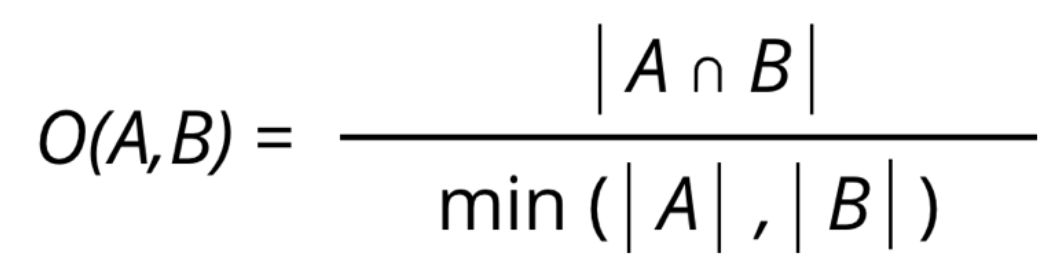 | A ∩ B |
O(A,B) =
min ( | A | , | B | )